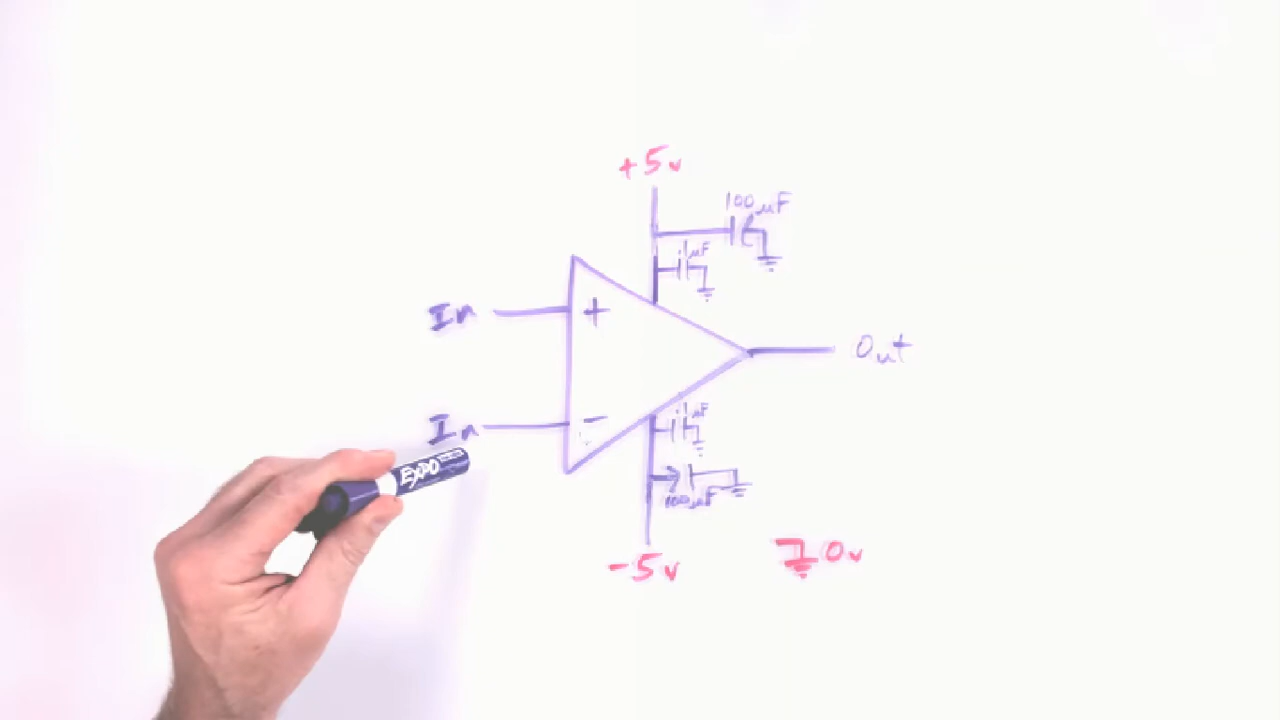 +5v
100µF
.1µF
In
+
Out
In
-
.1µF
100µF
-5v
0v
EXPO